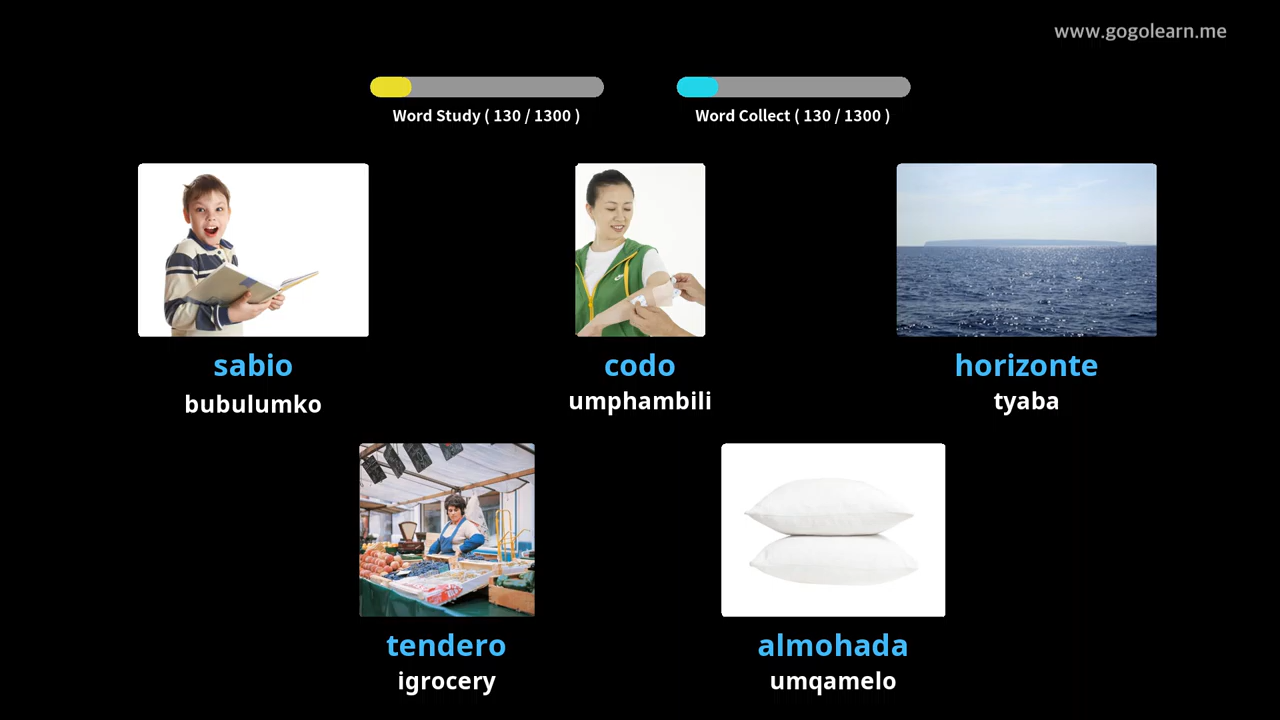 www.gogolearn.me
Word Study ( 130 / 1300 )
Word Collect ( 130 / 1300 )
sabio
bubulumko
codo
umphambili
horizonte
tyaba
tendero
igrocery
almohada
umqamelo